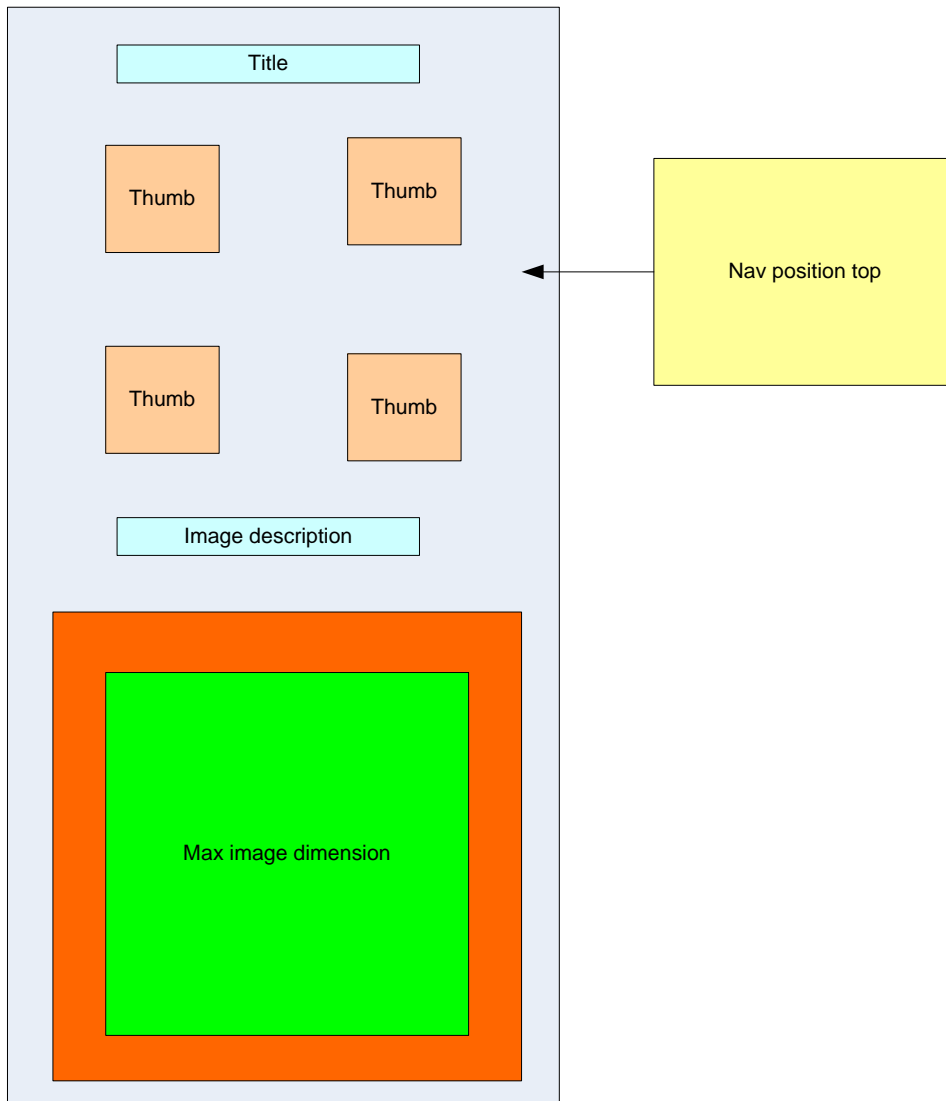 Title
Thumb
Thumb
Nav position top
Thumb
Thumb
Image description
Max image dimension